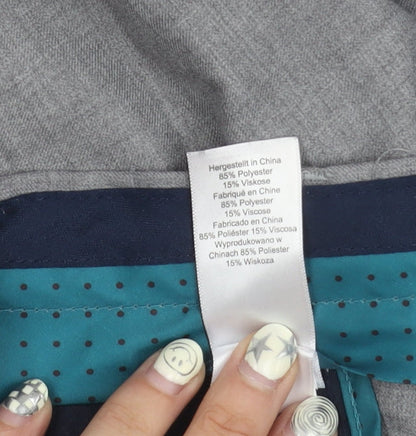 Hergestellt in China
85% Polyester
15% Viskose
Fabriqué en Chine
85% Polyester
15% Viscose
Fabricado en China
85% Poliéster 15% Viscose
Wyprodukowano w
Chinach 85% Poliester
15% Wiskoza